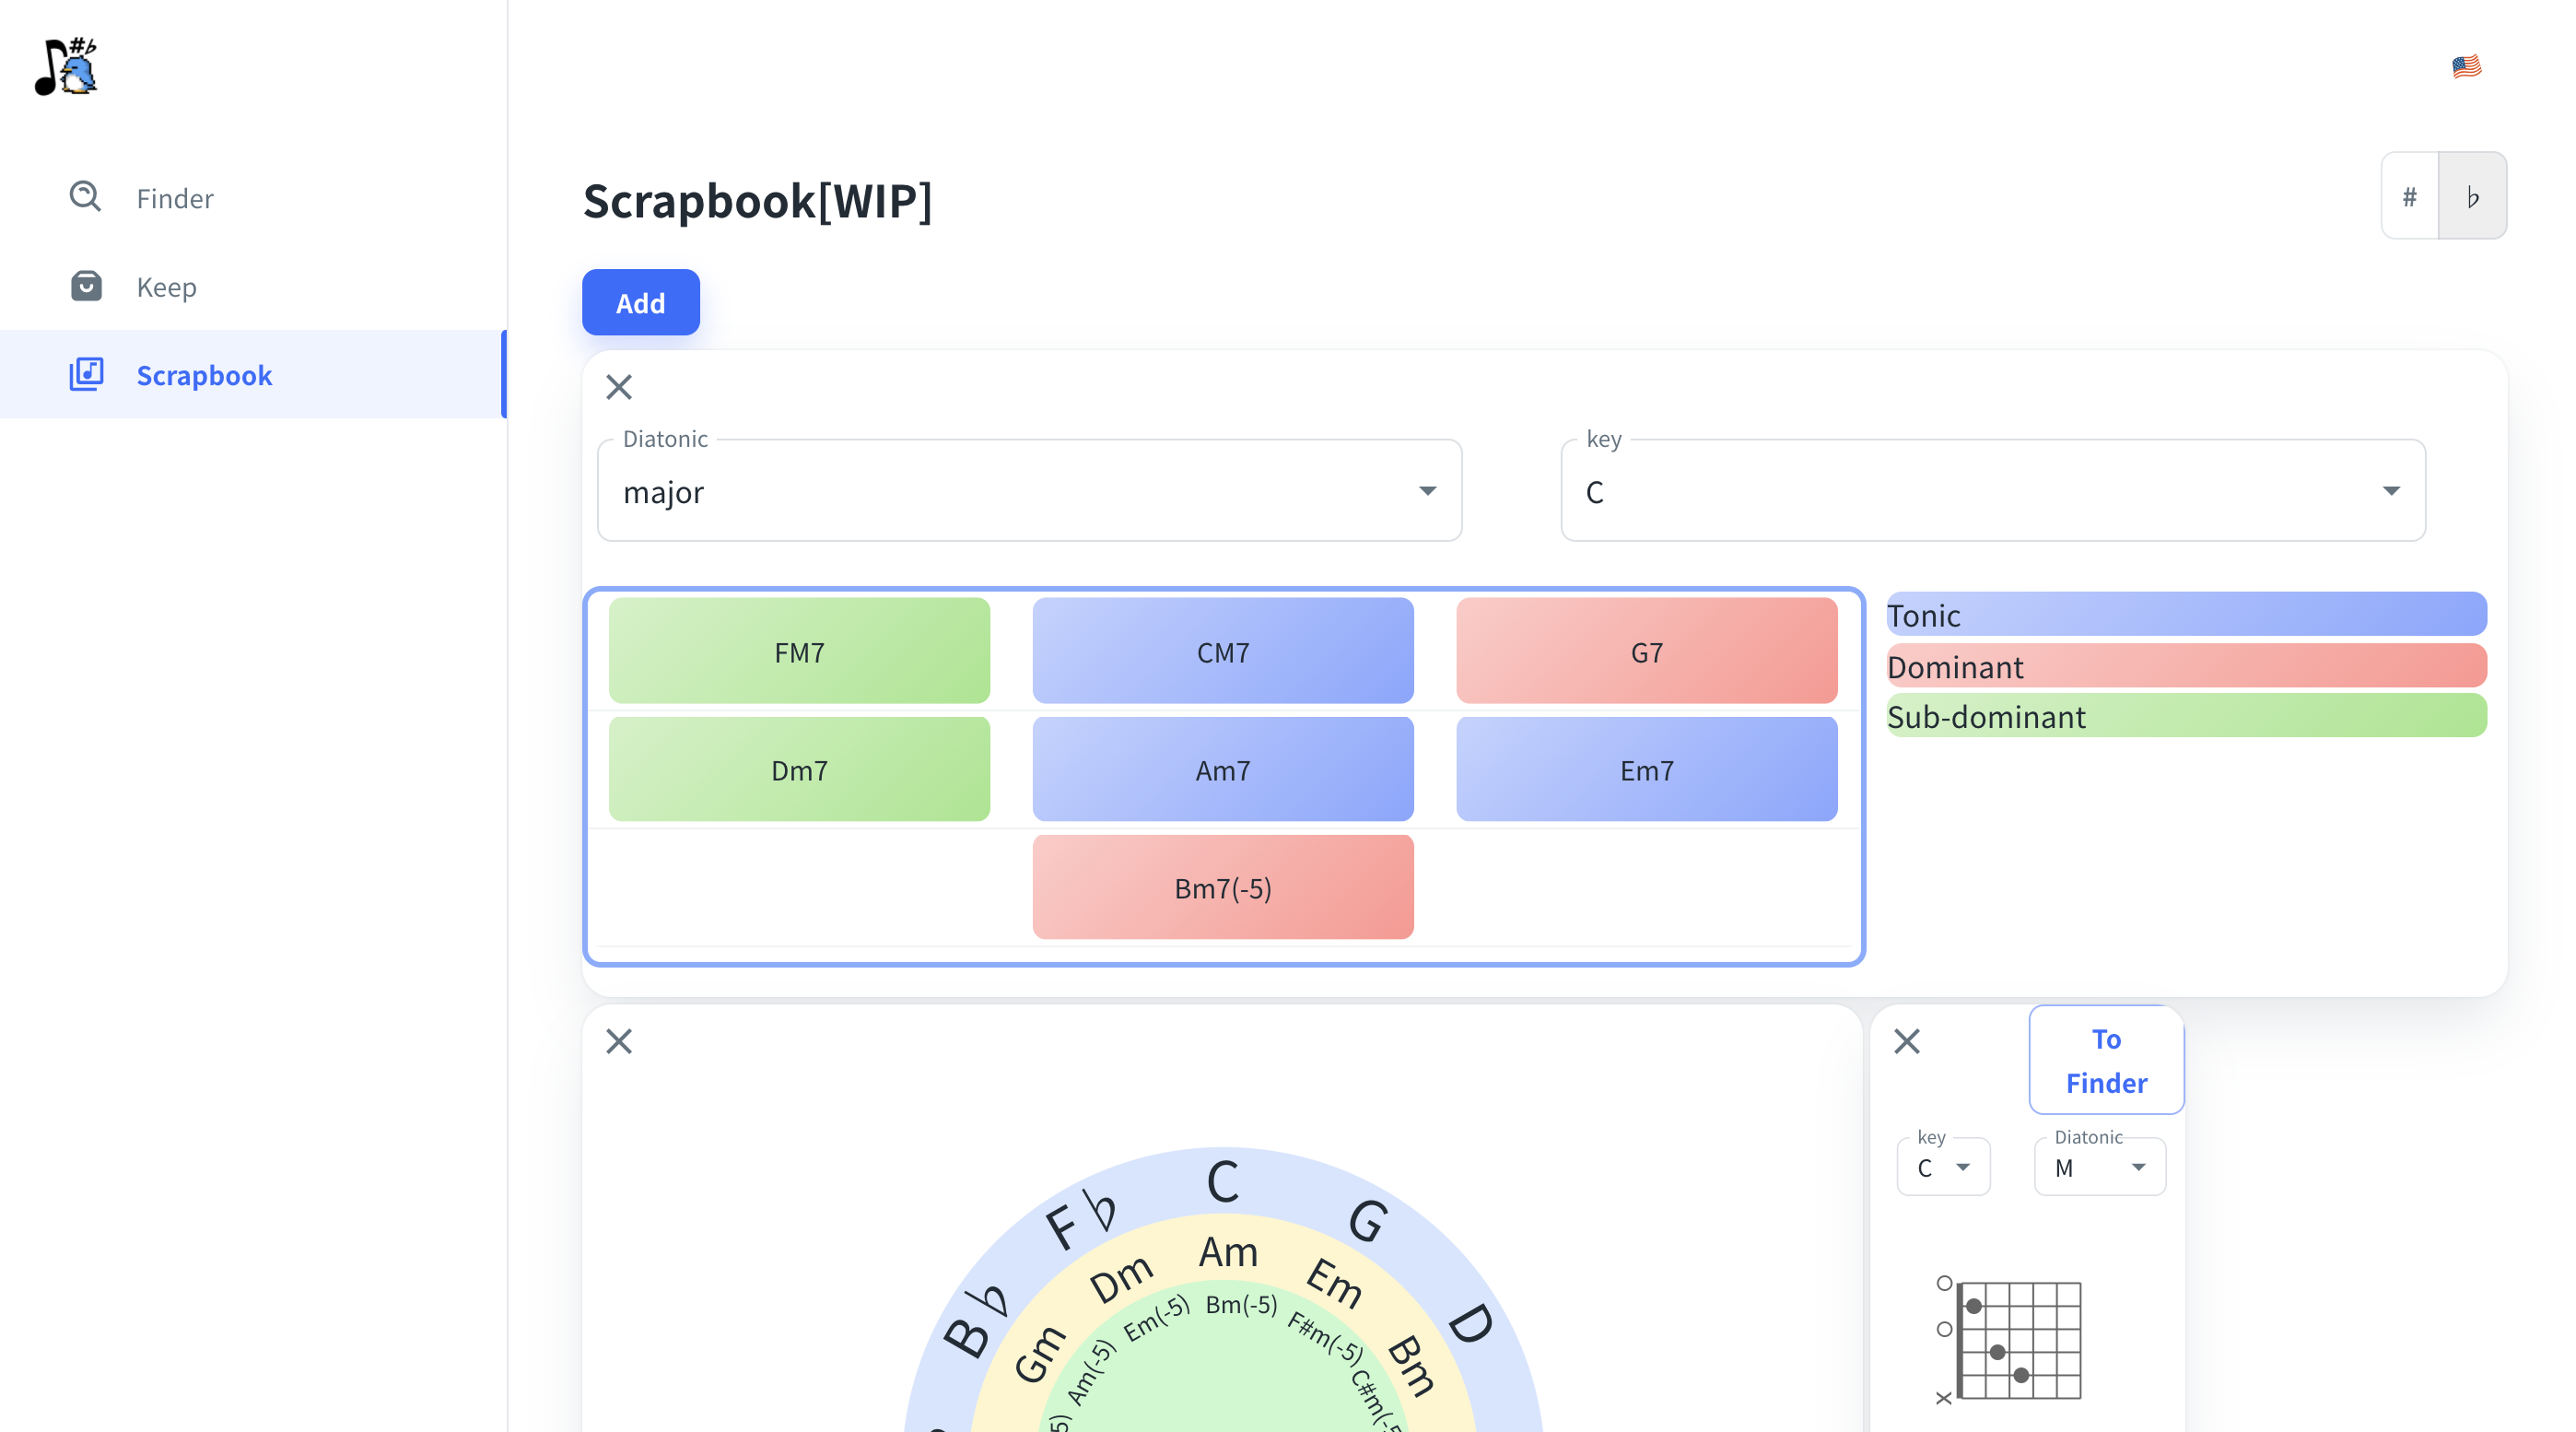 #♭
Finder
Keep
Scrapbook
Scrapbook[WIP]
# ♭
Add
Diatonic
major
key
C
FM7 CM7 G7
Dm7 Am7 Em7
Bm7(-5)
Tonic
Dominant
Sub-dominant
To
Finder
key
C
Diatonic
M
C
F♭
G
B♭
D
Am
Dm
Em
Gm
Bm
Bm(-5)
Em(-5)
F#m(-5)
Am(-5)
x